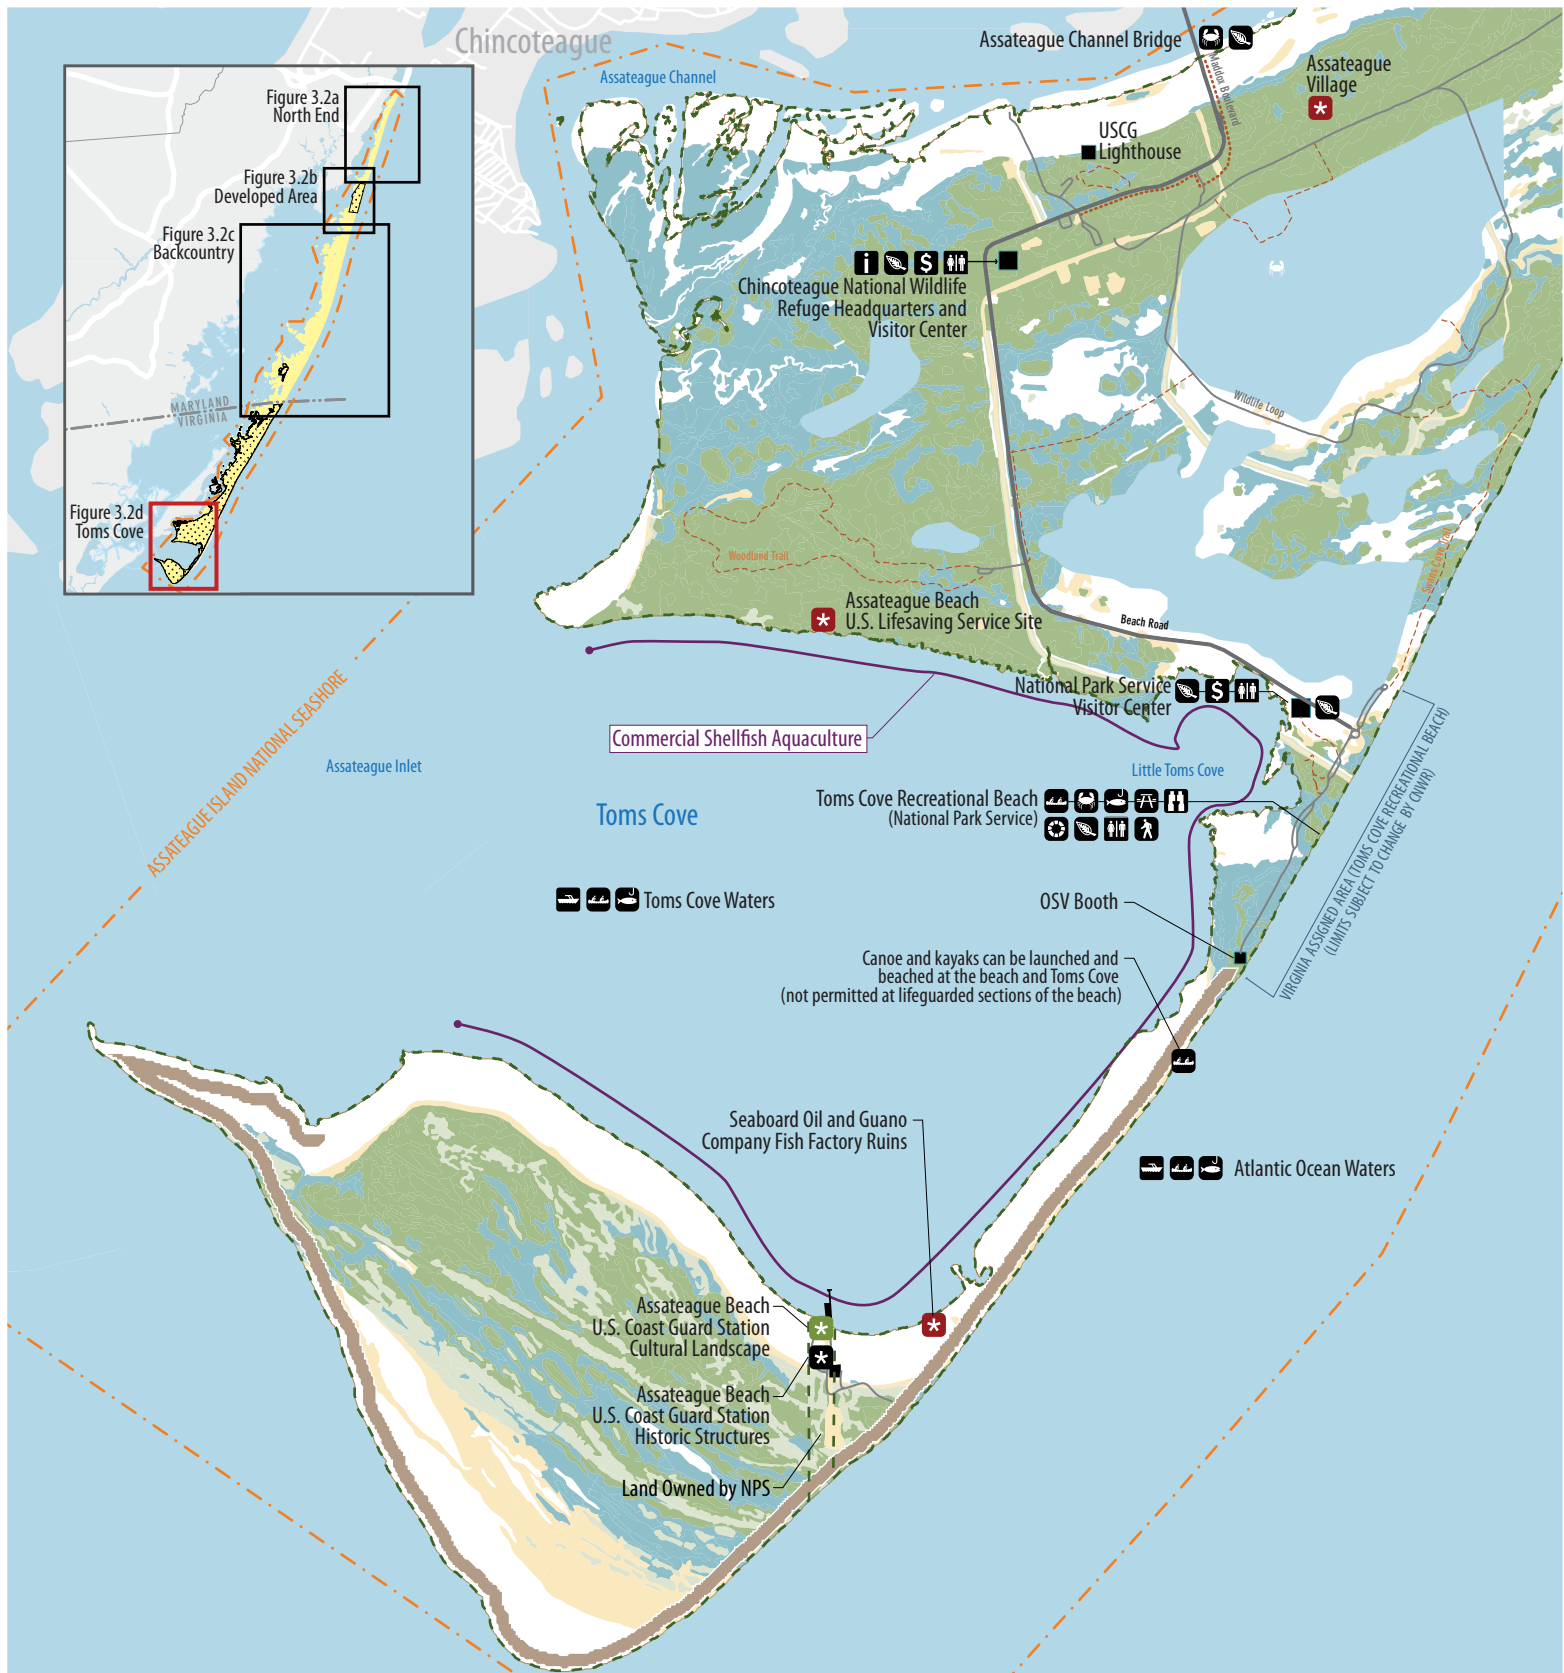 Chincoteague
Assateague Channel
Assateague Channel Bridge
Maddox Boulevard
Assateague
Village
USCG
Lighthouse
Figure 3.2a
North End
Figure 3.2b
Developed Area
Figure 3.2c
Backcountry
MARYLAND
VIRGINIA
Figure 3.2d
Toms Cove
i
$
Chincoteague National Wildlife
Refuge Headquarters and
Visitor Center
Wildlife Loop
Woodland Trail
Swans Cove Trail
Assateague Beach
U.S. Lifesaving Service Site
Beach Road
National Park Service
Visitor Center
$
ASSATEAGUE ISLAND NATIONAL SEASHORE
Commercial Shellfish Aquaculture
Assateague Inlet
Little Toms Cove
Toms Cove
Toms Cove Recreational Beach
(National Park Service)
VIRGINIA ASSIGNED AREA (TOMS COVE RECREATIONAL BEACH)
(LIMITS SUBJECT TO CHANGE BY CNWR)
Toms Cove Waters
OSV Booth
Canoe and kayaks can be launched and
beached at the beach and Toms Cove
(not permitted at lifeguarded sections of the beach)
Seaboard Oil and Guano
Company Fish Factory Ruins
Atlantic Ocean Waters
Assateague Beach
U.S. Coast Guard Station
Cultural Landscape
Assateague Beach
U.S. Coast Guard Station
Historic Structures
Land Owned by NPS